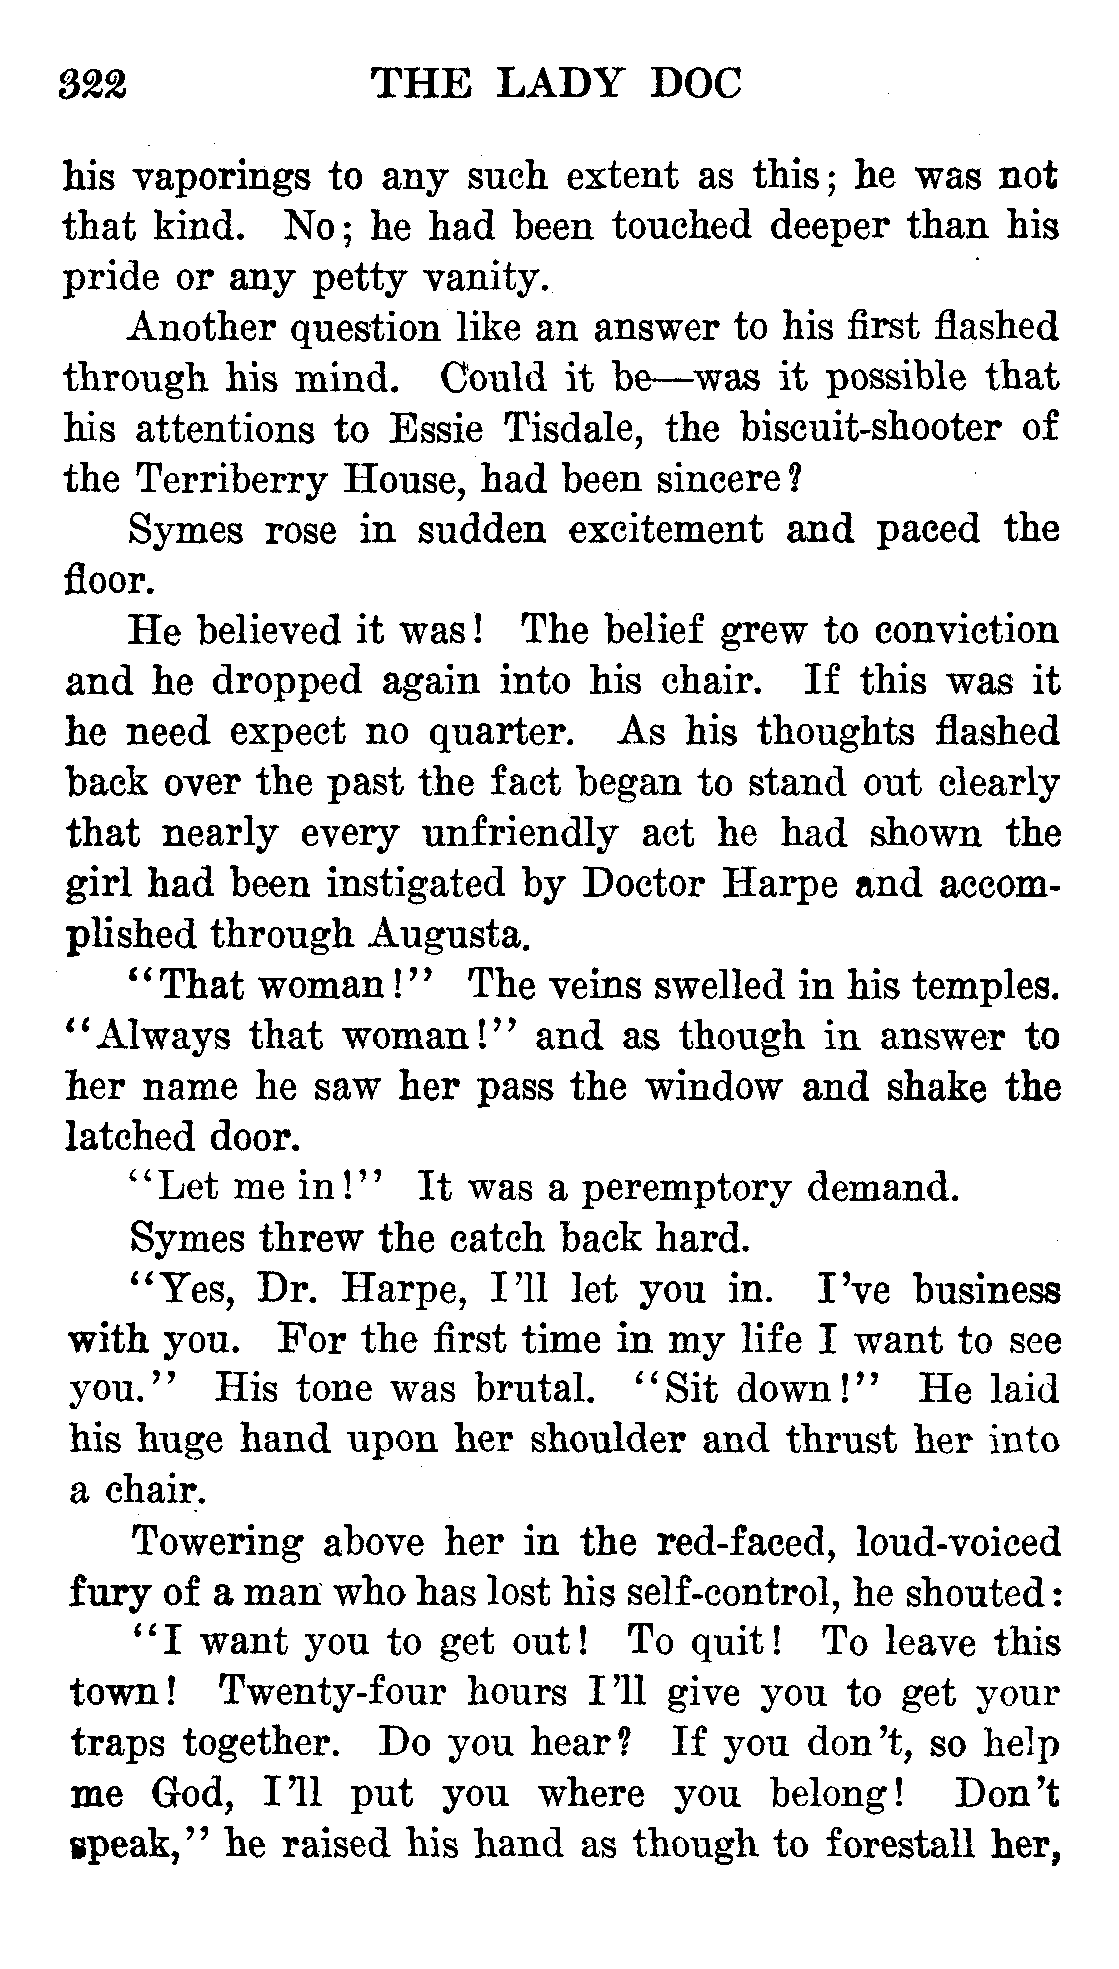 322 THE LADY DOC
his vaporings to any such extent as this; he was not
that kind. No; he had been touched deeper than his
pride or any petty vanity.
Another question like an answer to his first flashed
through his mind. Could it be—was it possible that
his attentions to Essie Tisdale, the biscuit-shooter of
the Terriberry House, had been sincere?
Symes rose in sudden excitement and paced the
floor.
He believed it was! The belief grew to conviction
and he dropped again into his chair. If this was it
he need expect no quarter. As his thoughts flashed
back over the past the fact began to stand out clearly
that nearly every unfriendly act he had shown the
girl had been instigated by Doctor Harpe and accom-
plished through Augusta.
"That woman!" The veins swelled in his temples.
"Always that woman!" and as though in answer to
her name he saw her pass the window and shake the
latched door.
"Let me in!" It was a peremptory demand.
Symes threw the catch back hard.
"Yes, Dr. Harpe, I'll let you in. I've business
with you. For the first time in my life I want to see
you." His tone was brutal. "Sit down!" He laid
his huge hand upon her shoulder and thrust her into
a chair.
Towering above her in the red-faced, loud-voiced
fury of a man who has lost his self-control, he shouted:
"I want you to get out! To quit! To leave this
town! Twenty-four hours I'll give you to get your
traps together. Do you hear? If you don't, so help
me God, I'll put you where you belong! Don't
speak," he raised his hand as though to forestall her,